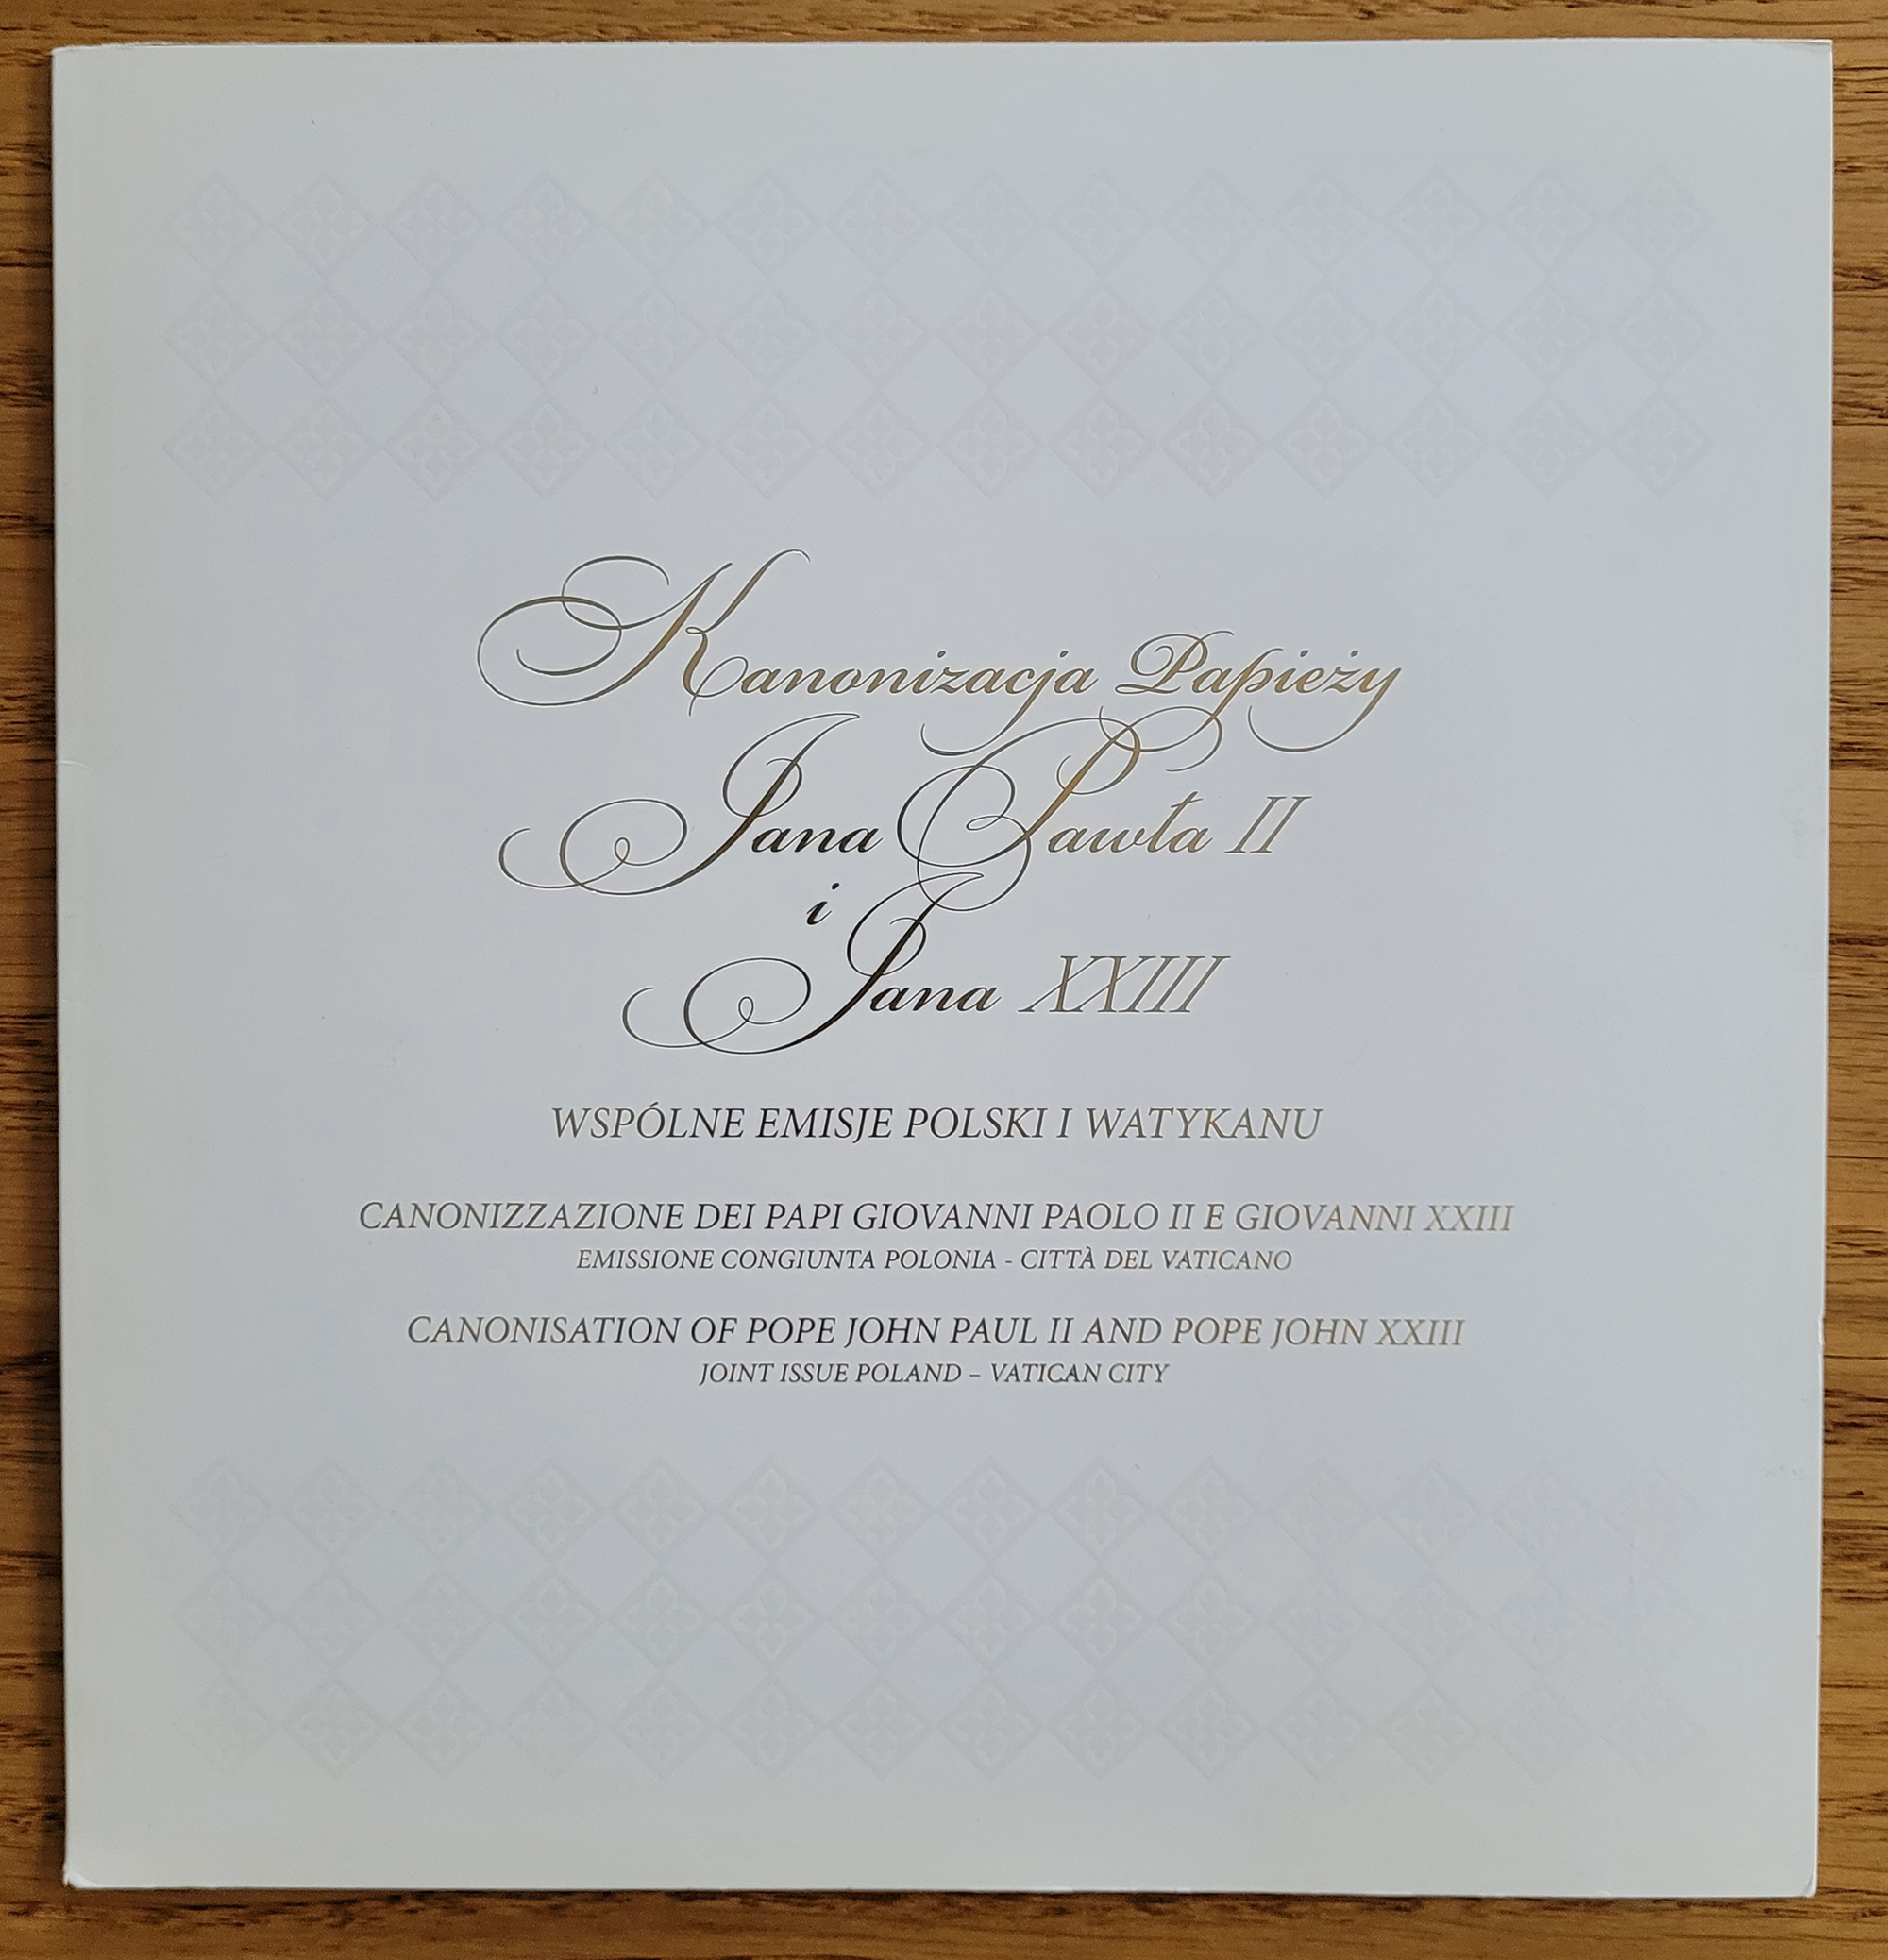 Kanonizacja Papieży
Jana Pawła II
i
Jana XXIII
WSPÓLNE EMISJE POLSKI I WATYKANU
CANONIZZAZIONE DEI PAPI GIOVANNI PAOLO II E GIOVANNI XXIII
EMISSIONE CONGIUNTA POLONIA - CITTÀ DEL VATICANO
CANONISATION OF POPE JOHN PAUL II AND POPE JOHN XXIII
JOINT ISSUE POLAND – VATICAN CITY